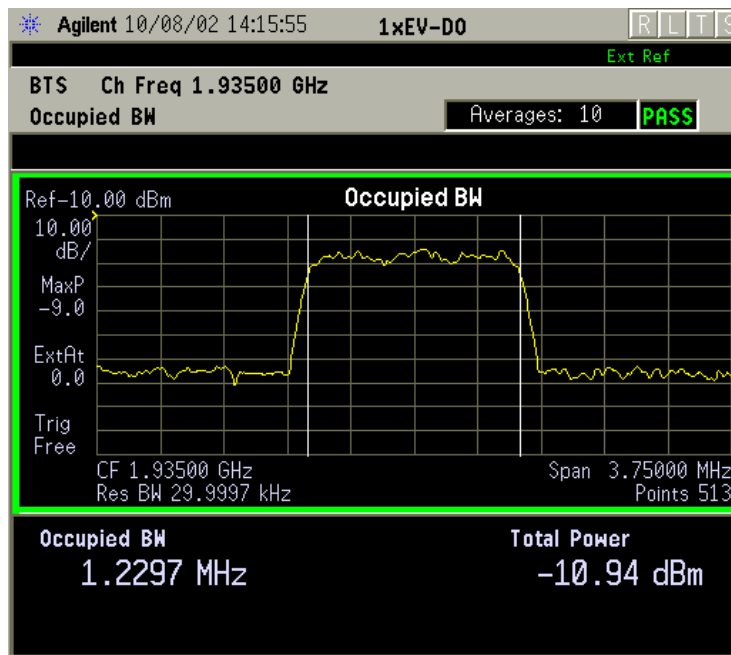 Agilent 10/08/02 14:15:55 1xEV-DO R L T S
Ext Ref
BTS Ch Freq 1.93500 GHz
Occupied BW Averages: 10 PASS
Ref-10.00 dBm Occupied BW
10.00
dB/
MaxP
-9.0
ExtAt
0.0
Trig
Free
CF 1.93500 GHz Span 3.75000 MHz
Res BW 29.9997 kHz Points 513
Occupied BW Total Power
1.2297 MHz -10.94 dBm